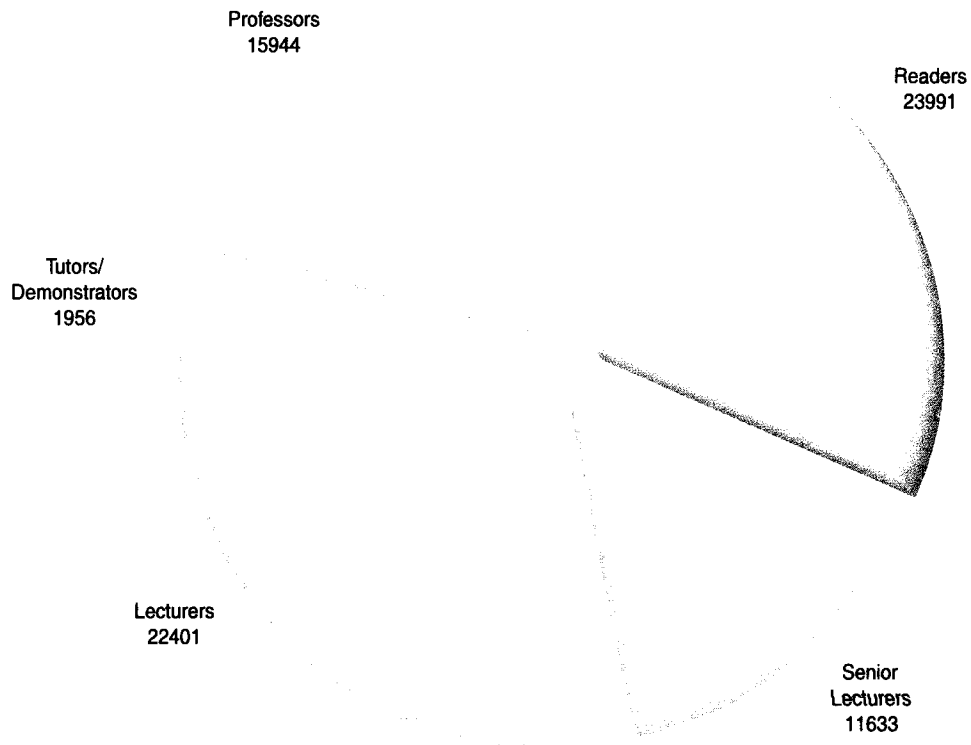 Professors
15944
Readers
23991
Tutors/
Demonstrators
1956
Lecturers
22401
Senior
Lecturers
11633